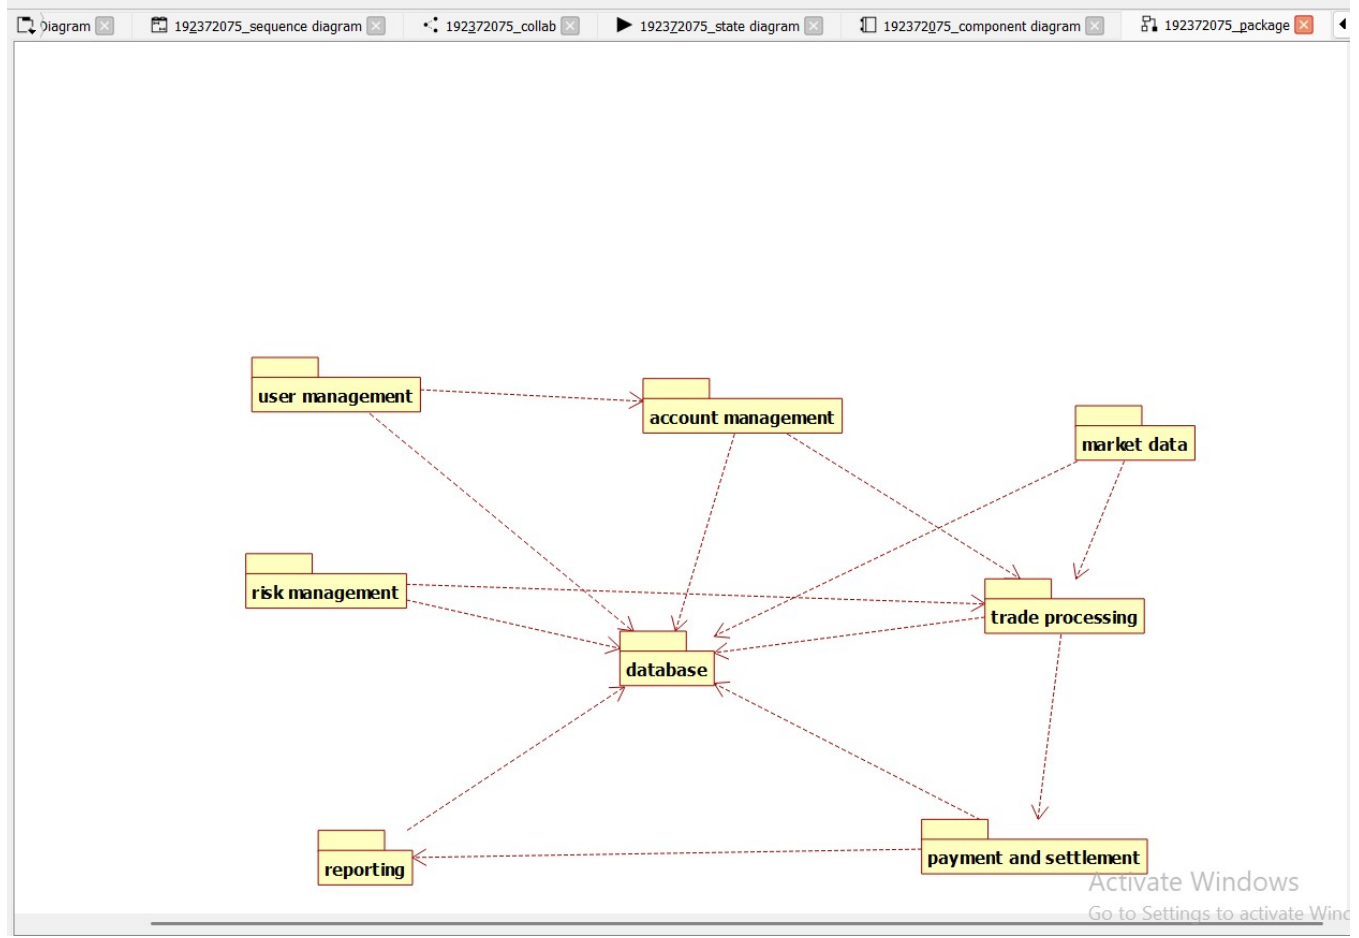 Diagram
192372075_sequence diagram
192372075_collab
192372075_state diagram
192372075_component diagram
192372075_package
user management
account management
market data
risk management
trade processing
database
reporting
payment and settlement
Activate Windows
Go to Settings to activate Wind